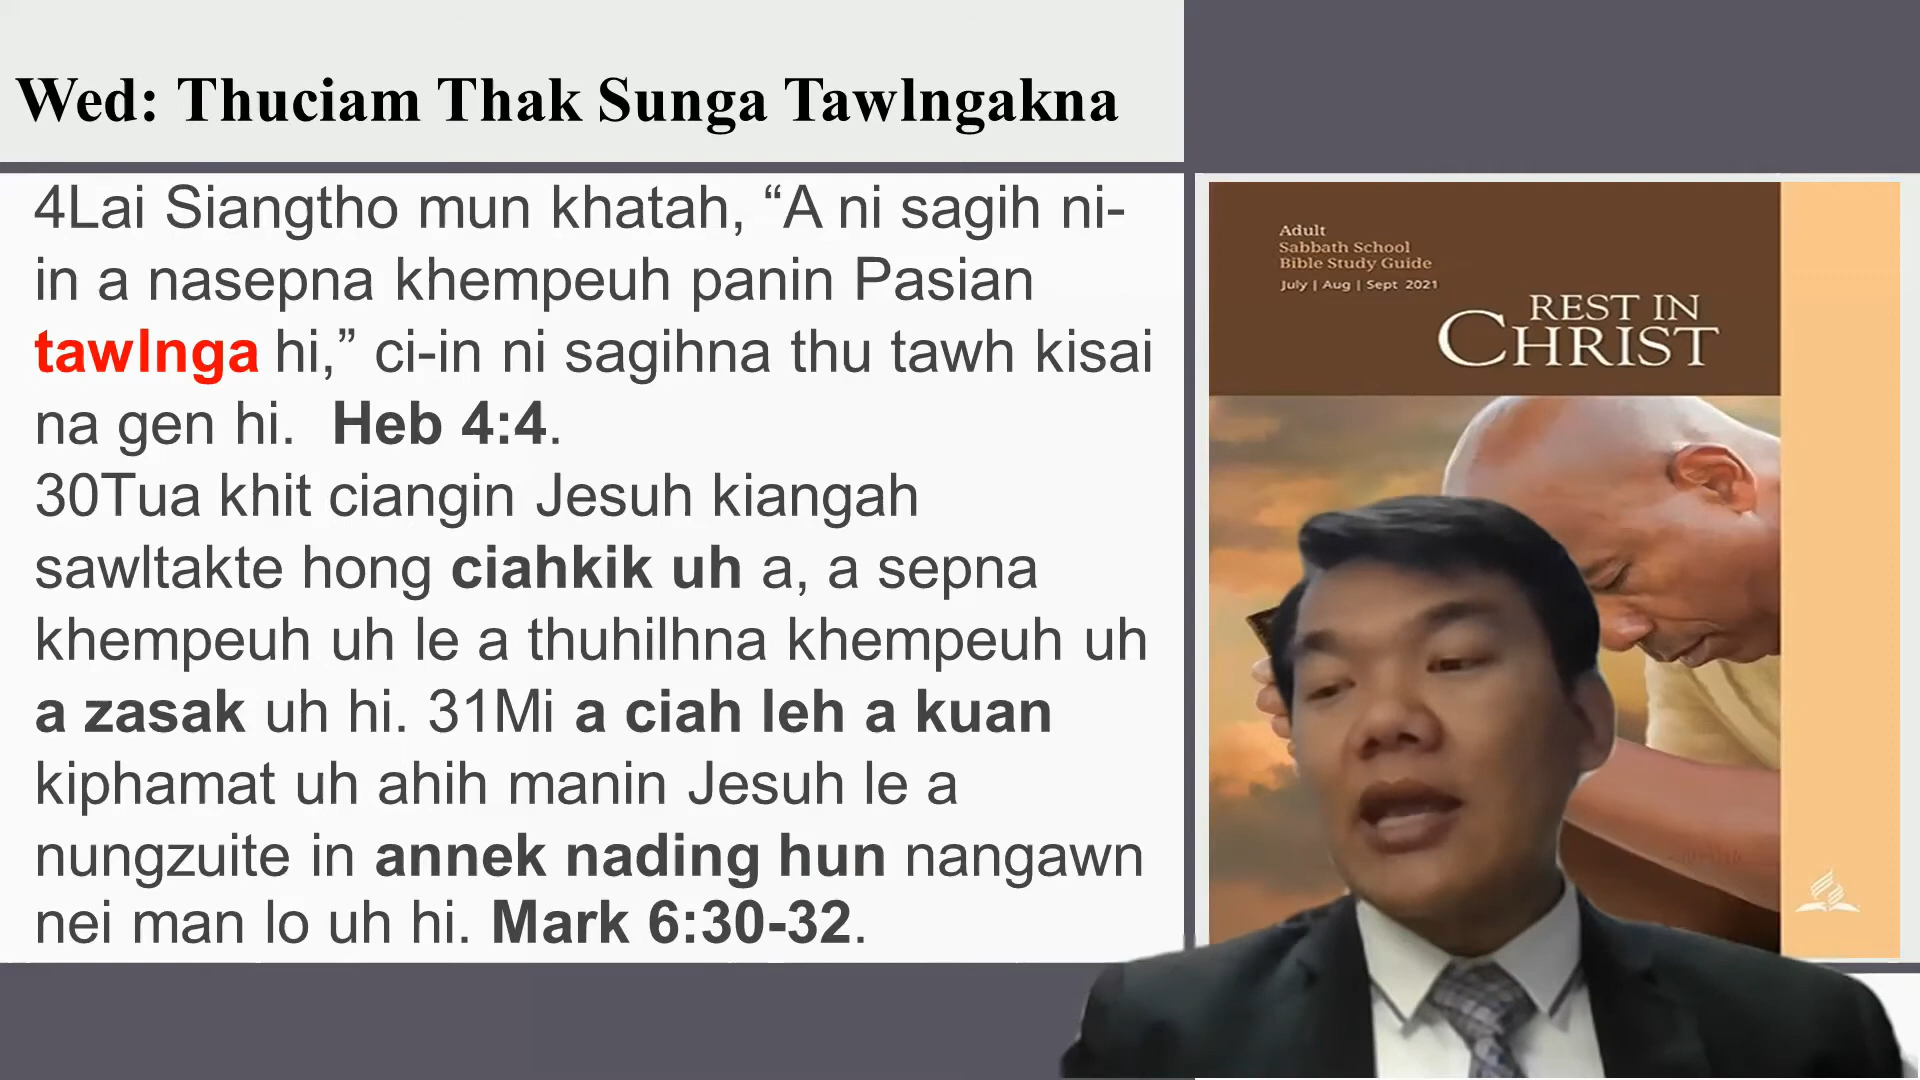 Wed: Thuciam Thak Sunga Tawlngakna
4Lai Siangtho mun khatah, “A ni sagih ni-
in a nasepna khempeuh panin Pasian
tawlnga hi,” ci-in ni sagihna thu tawh kisai
na gen hi. Heb 4:4.
30Tua khit ciangin Jesuh kiangah
sawltakte hong ciahkik uh a, a sepna
khempeuh uh le a thuhilhna khempeuh uh
a zasak uh hi. 31Mi a ciah leh a kuan
kiphamat uh ahih manin Jesuh le a
nungzuite in annek nading hun nangawn
nei man lo uh hi. Mark 6:30-32.
Adult
Sabbath School
Bible Study Guide
July | Aug | Sept 2021
REST IN
CHRIST